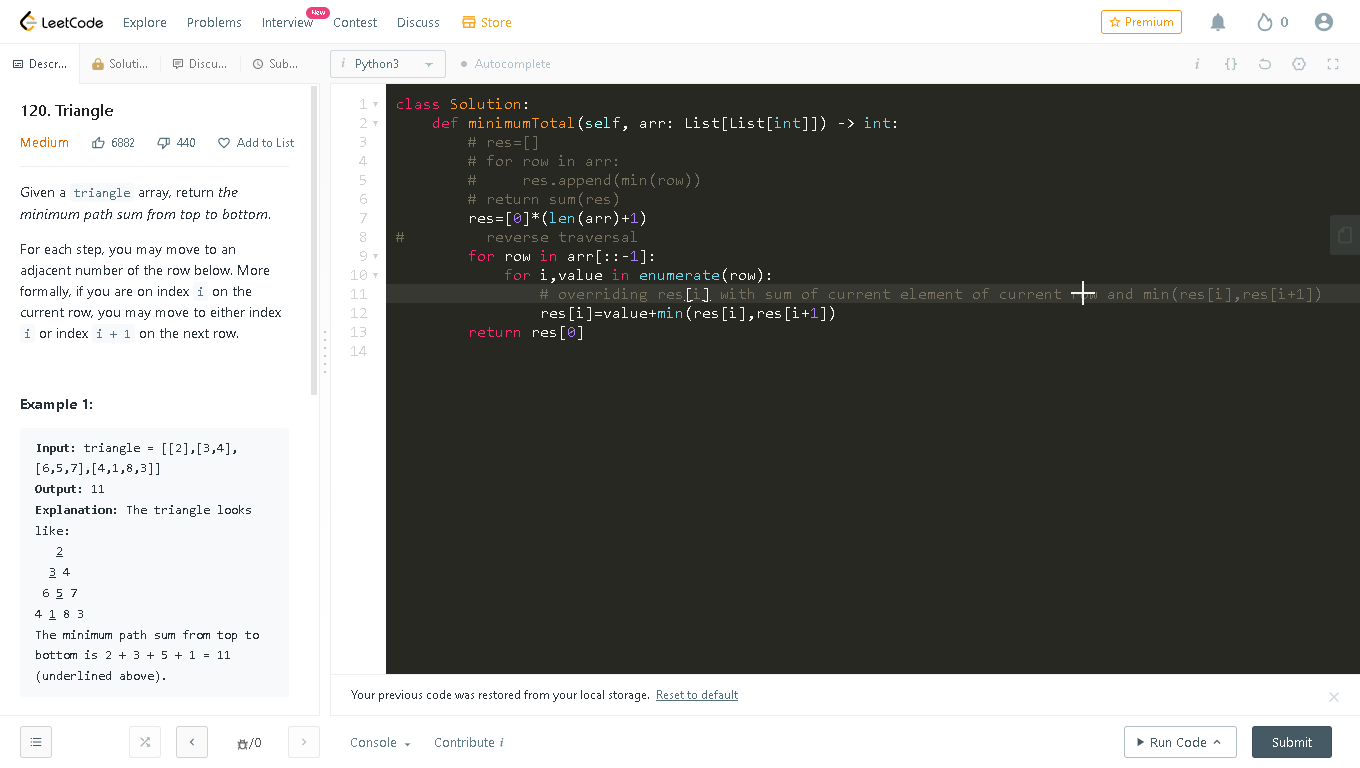 LeetCode Explore Problems Interview New Contest Discuss Store Premium 0
Descr... Soluti... Discu... Sub... i Python3 Autocomplete i {}
120. Triangle
Medium 6882 440 Add to List
Given a triangle array, return the
minimum path sum from top to bottom.
For each step, you may move to an
adjacent number of the row below. More
formally, if you are on index i on the
current row, you may move to either index
i or index i + 1 on the next row.
Example 1:
Input: triangle = [[2],[3,4],
[6,5,7],[4,1,8,3]]
Output: 11
Explanation: The triangle looks
like:
2
3 4
6 5 7
4 1 8 3
The minimum path sum from top to
bottom is 2 + 3 + 5 + 1 = 11
(underlined above).
1 class Solution:
2 def minimumTotal(self, arr: List[List[int]]) -> int:
3 # res=[]
4 # for row in arr:
5 #     res.append(min(row))
6 # return sum(res)
7 res=[0]*(len(arr)+1)
8 #         reverse traversal
9 for row in arr[::-1]:
10 for i,value in enumerate(row):
11 # overriding res[i] with sum of current element of current row and min(res[i],res[i+1])
12 res[i]=value+min(res[i],res[i+1])
13 return res[0]
14
Your previous code was restored from your local storage. Reset to default
/0 Console Contribute i Run Code Submit